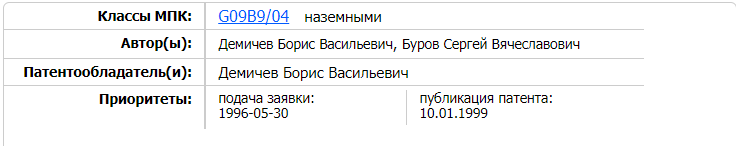 Классы МПК: G09B9/04 наземными
Автор(ы): Демичев Борис Васильевич, Буров Сергей Вячеславович
Патентообладатель(и): Демичев Борис Васильевич
Приоритеты: подача заявки: публикация патента:
1996-05-30 10.01.1999